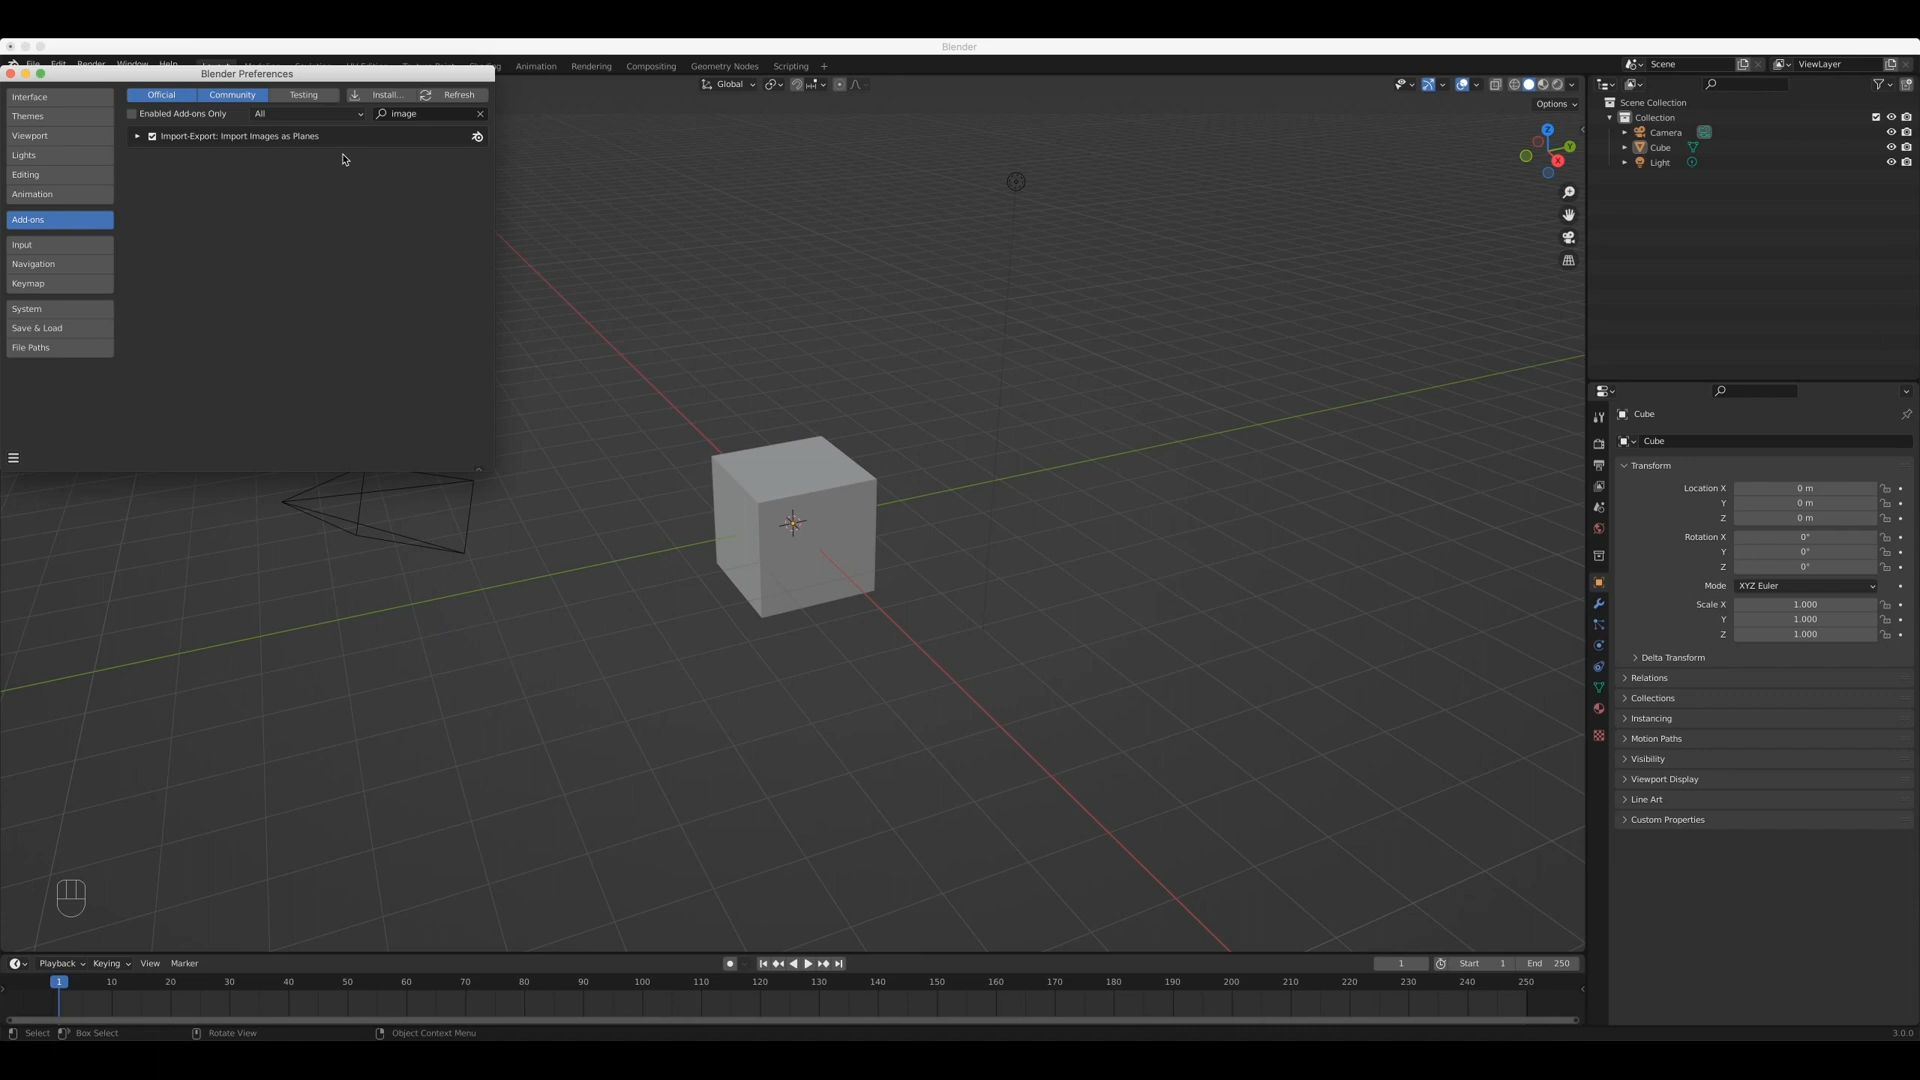 Blender
File Edit Render Window Help
Animation Rendering Compositing Geometry Nodes Scripting +
Scene
ViewLayer
Blender Preferences
Interface
Themes
Viewport
Lights
Editing
Animation
Add-ons
Input
Navigation
Keymap
System
Save & Load
File Paths
Official Community Testing Install... Refresh
Enabled Add-ons Only All image
Import-Export: Import Images as Planes
Global
Options
Z
Y
X
Scene Collection
Collection
Camera
Cube
Light
Cube
Cube
Transform
Location X 0 m
Y 0 m
Z 0 m
Rotation X 0°
Y 0°
Z 0°
Mode XYZ Euler
Scale X 1.000
Y 1.000
Z 1.000
Delta Transform
Relations
Collections
Instancing
Motion Paths
Visibility
Viewport Display
Line Art
Custom Properties
Playback Keying View Marker
1 Start 1 End 250
1 10 20 30 40 50 60 70 80 90 100 110 120 130 140 150 160 170 180 190 200 210 220 230 240 250
Select Box Select Rotate View Object Context Menu 3.0.0